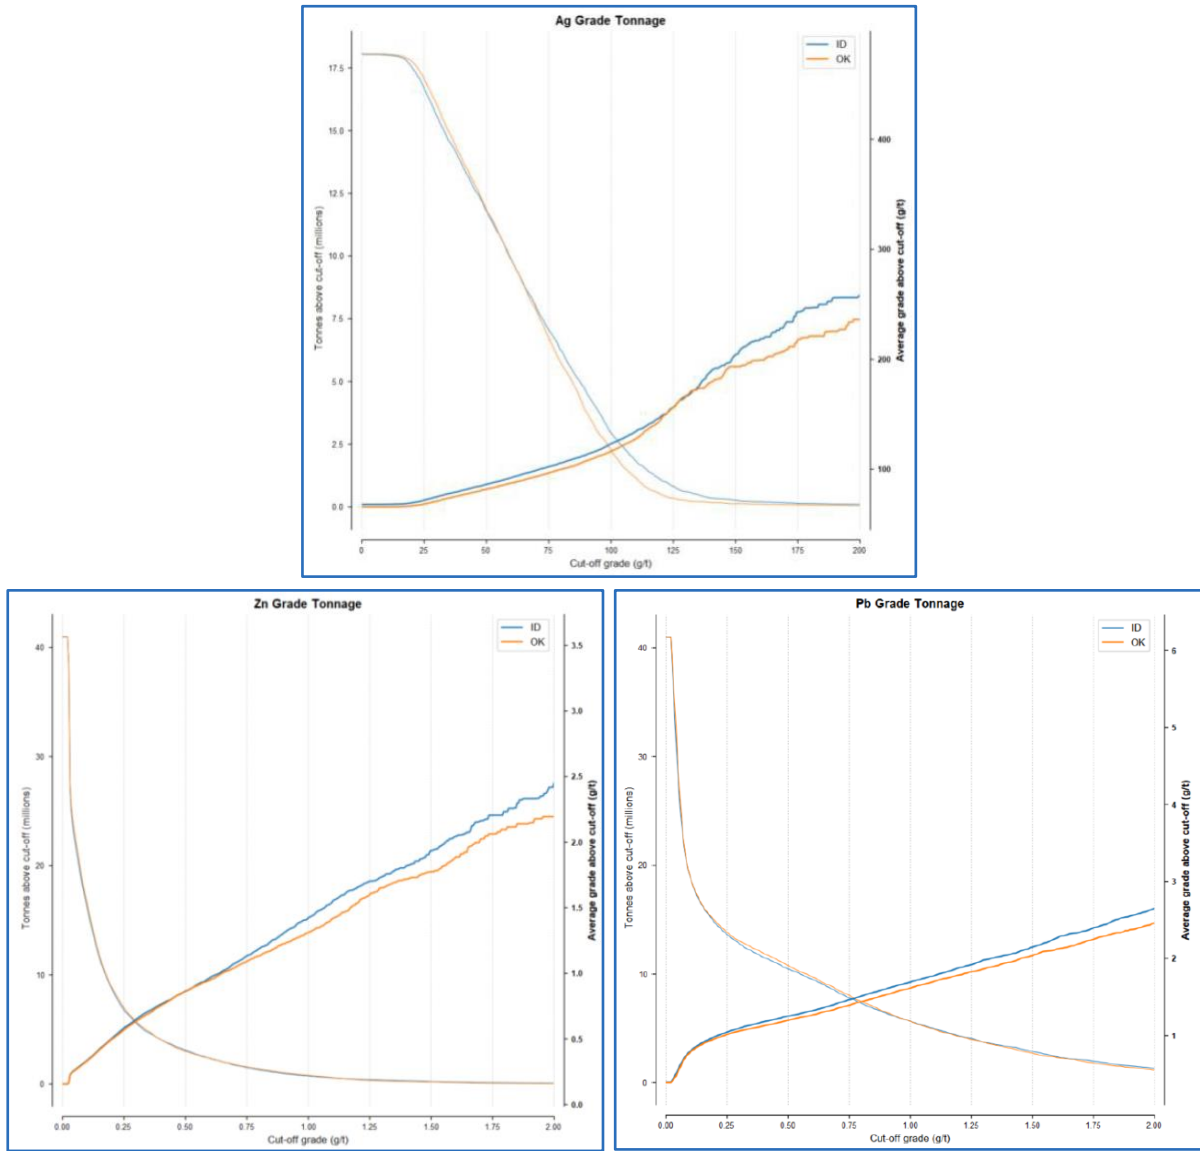 Ag Grade Tonnage
ID
OK
17.5
15.0
12.5
10.0
7.5
5.0
2.5
0.0
Tonnes above cut-off (millions)
400
300
200
100
Average grade above cut-off (g/t)
0 25 50 75 100 125 150 175 200
Cut-off grade (g/t)
Zn Grade Tonnage
ID
OK
40
30
20
10
0
Tonnes above cut-off (millions)
3.5
3.0
2.5
2.0
1.5
1.0
0.5
0.0
Average grade above cut-off (g/t)
0.00 0.25 0.50 0.75 1.00 1.25 1.50 1.75 2.00
Cut-off grade (g/t)
Pb Grade Tonnage
ID
OK
40
30
20
10
0
Tonnes above cut-off (millions)
6
5
4
3
2
1
Average grade above cut-off (g/t)
0.00 0.25 0.50 0.75 1.00 1.25 1.50 1.75 2.00
Cut-off grade (g/t)